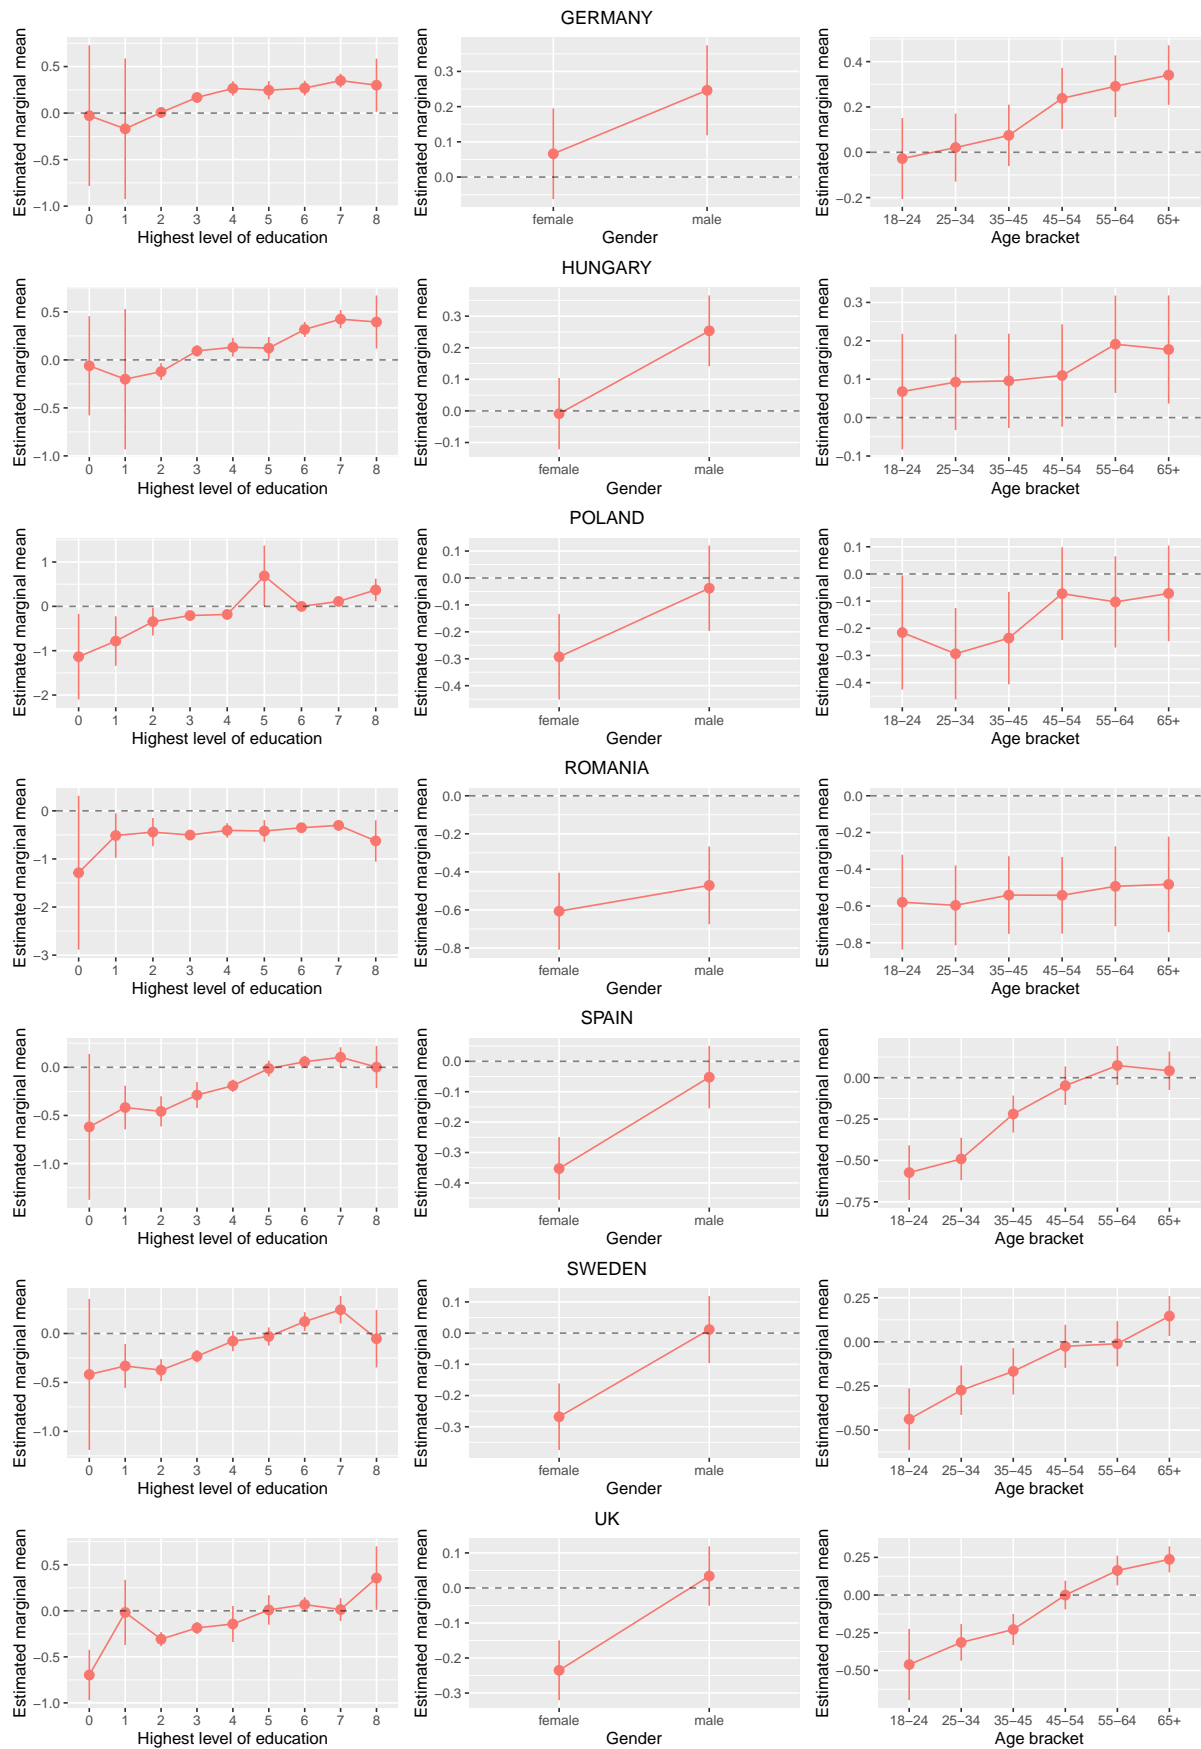 GERMANY
Estimated marginal mean
0.5
0.0
−0.5
−1.0
0 1 2 3 4 5 6 7 8
Highest level of education
Estimated marginal mean
0.3
0.2
0.1
0.0
female male
Gender
Estimated marginal mean
0.4
0.2
0.0
−0.2
18−24 25−34 35−45 45−54 55−64 65+
Age bracket
HUNGARY
Estimated marginal mean
0.5
0.0
−0.5
−1.0
0 1 2 3 4 5 6 7 8
Highest level of education
Estimated marginal mean
0.3
0.2
0.1
0.0
−0.1
female male
Gender
Estimated marginal mean
0.3
0.2
0.1
0.0
−0.1
18−24 25−34 35−45 45−54 55−64 65+
Age bracket
POLAND
Estimated marginal mean
1
0
−1
−2
0 1 2 3 4 5 6 7 8
Highest level of education
Estimated marginal mean
0.1
0.0
−0.1
−0.2
−0.3
−0.4
female male
Gender
Estimated marginal mean
0.1
0.0
−0.1
−0.2
−0.3
−0.4
18−24 25−34 35−45 45−54 55−64 65+
Age bracket
ROMANIA
Estimated marginal mean
0
−1
−2
−3
0 1 2 3 4 5 6 7 8
Highest level of education
Estimated marginal mean
0.0
−0.2
−0.4
−0.6
−0.8
female male
Gender
Estimated marginal mean
0.0
−0.2
−0.4
−0.6
−0.8
18−24 25−34 35−45 45−54 55−64 65+
Age bracket
SPAIN
Estimated marginal mean
0.0
−0.5
−1.0
0 1 2 3 4 5 6 7 8
Highest level of education
Estimated marginal mean
0.0
−0.1
−0.2
−0.3
−0.4
female male
Gender
Estimated marginal mean
0.00
−0.25
−0.50
−0.75
18−24 25−34 35−45 45−54 55−64 65+
Age bracket
SWEDEN
Estimated marginal mean
0.0
−0.5
−1.0
0 1 2 3 4 5 6 7 8
Highest level of education
Estimated marginal mean
0.1
0.0
−0.1
−0.2
−0.3
female male
Gender
Estimated marginal mean
0.25
0.00
−0.25
−0.50
18−24 25−34 35−45 45−54 55−64 65+
Age bracket
UK
Estimated marginal mean
0.5
0.0
−0.5
−1.0
0 1 2 3 4 5 6 7 8
Highest level of education
Estimated marginal mean
0.1
0.0
−0.1
−0.2
−0.3
female male
Gender
Estimated marginal mean
0.25
0.00
−0.25
−0.50
18−24 25−34 35−45 45−54 55−64 65+
Age bracket